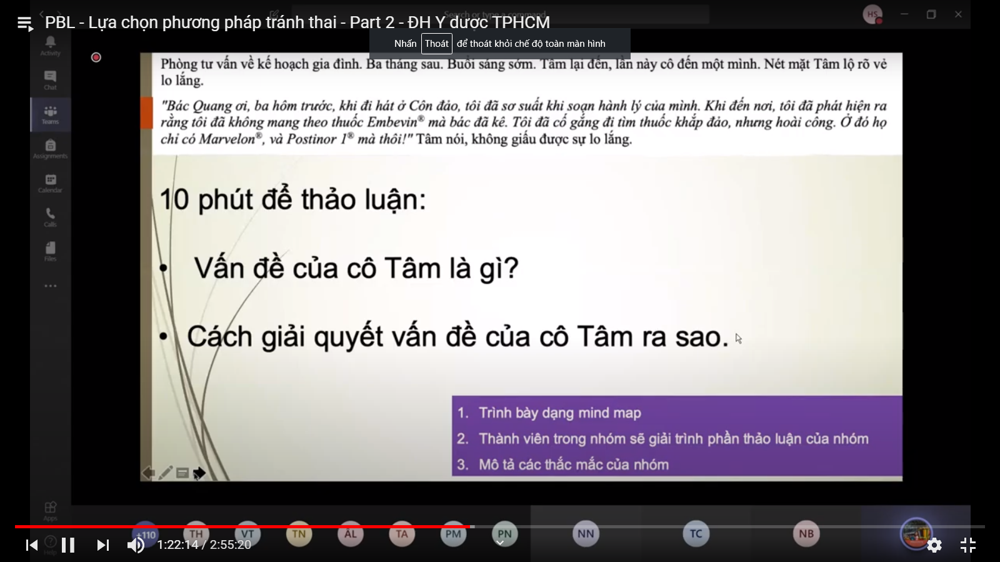 Search or type a command
HS
PBL - Lựa chọn phương pháp tránh thai - Part 2 - ĐH Y dược TPHCM
Nhấn Thoát để thoát khỏi chế độ toàn màn hình
Activity
Chat
Teams
Assignments
Calendar
Calls
Files
Apps
Help
Phòng tư vấn về kế hoạch gia đình. Ba tháng sau. Buổi sáng sớm. Tâm lại đến, lần này cô đến một mình. Nét mặt Tâm lộ rõ vẻ
lo lắng.
"Bác Quang ơi, ba hôm trước, khi đi hát ở Côn đảo, tôi đã sơ suất khi soạn hành lý của mình. Khi đến nơi, tôi đã phát hiện ra
rằng tôi đã không mang theo thuốc Embevin® mà bác đã kê. Tôi đã cố gắng đi tìm thuốc khắp đảo, nhưng hoài công. Ở đó họ
chỉ có Marvelon®, và Postinor 1® mà thôi!" Tâm nói, không giấu được sự lo lắng.
10 phút để thảo luận:
• Vấn đề của cô Tâm là gì?
• Cách giải quyết vấn đề của cô Tâm ra sao.
1. Trình bày dạng mind map
2. Thành viên trong nhóm sẽ giải trình phần thảo luận của nhóm
3. Mô tả các thắc mắc của nhóm
+110 TH VT TN ÂL TA PM PN NN TC NB
1:22:14 / 2:55:20